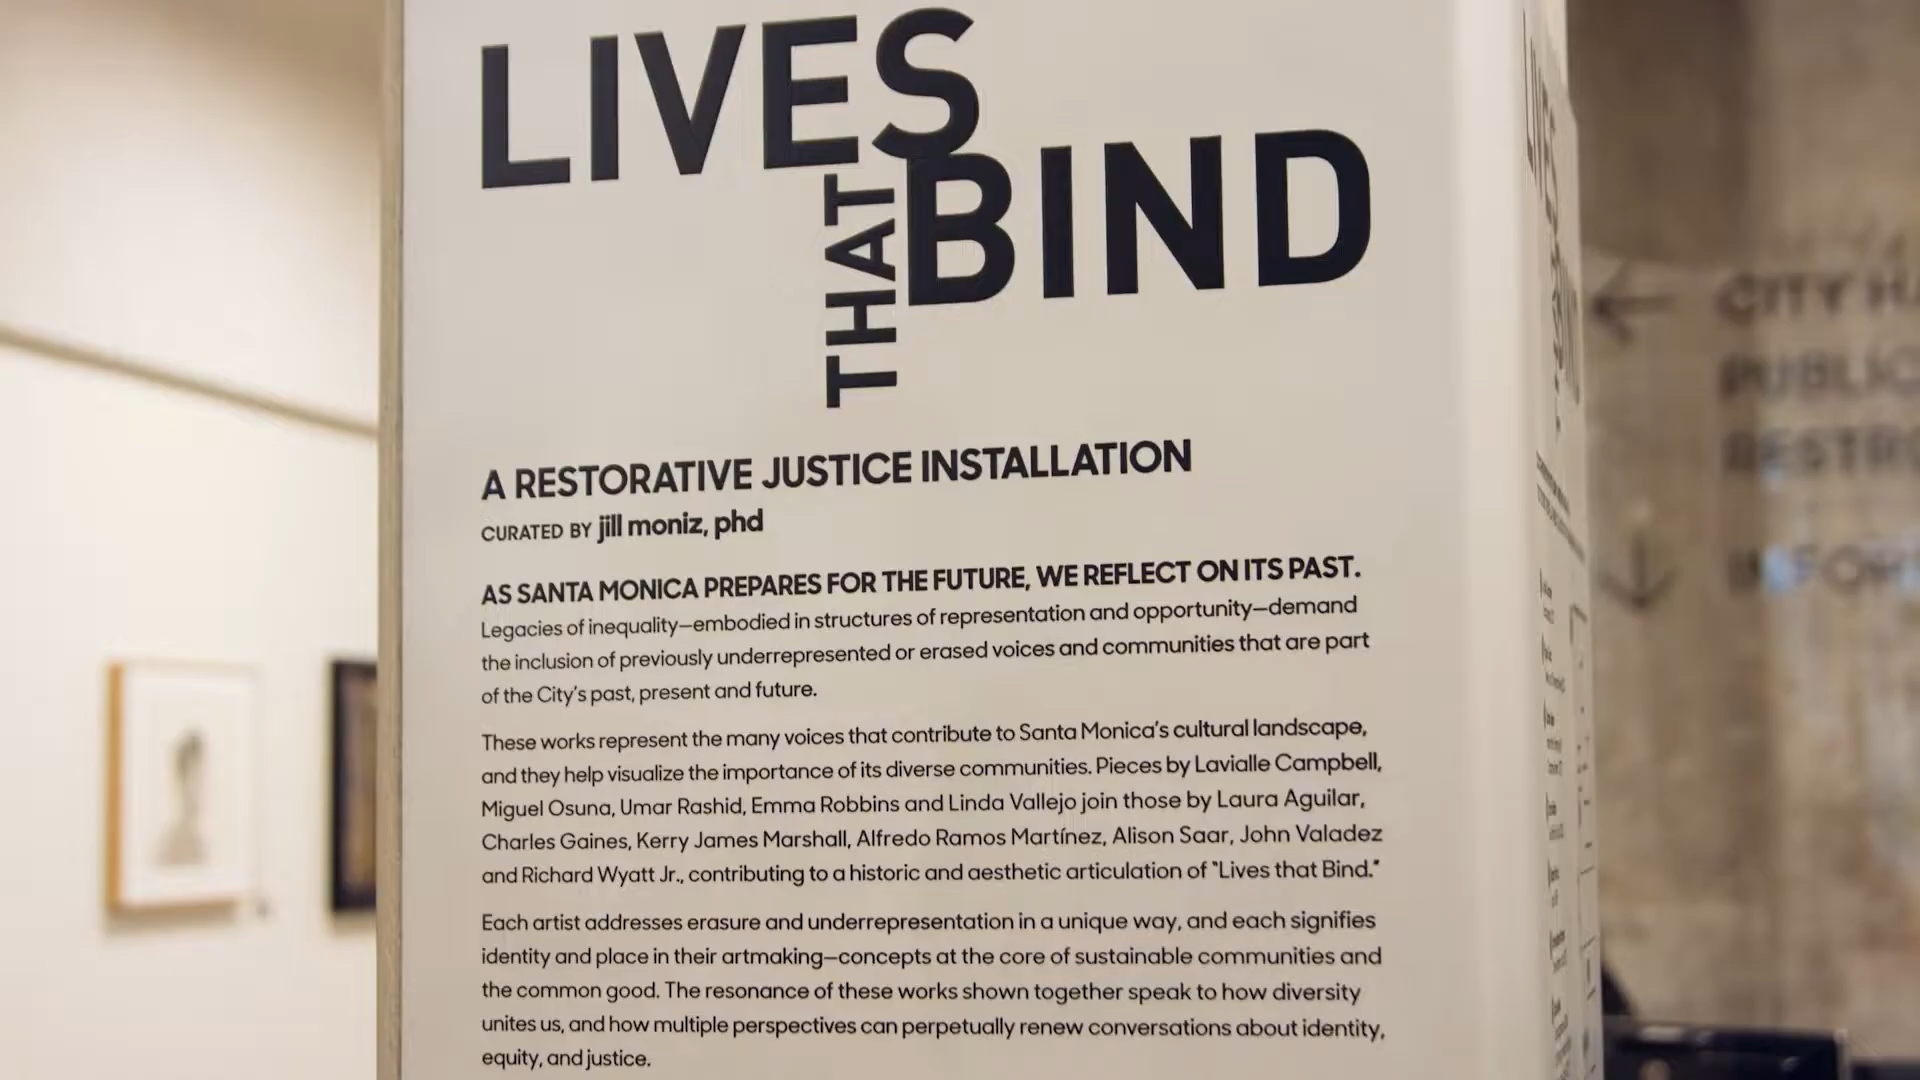 LIVES
THAT
BIND
A RESTORATIVE JUSTICE INSTALLATION
CURATED BY jill moniz, phd
AS SANTA MONICA PREPARES FOR THE FUTURE, WE REFLECT ON ITS PAST.
Legacies of inequality—embodied in structures of representation and opportunity—demand
the inclusion of previously underrepresented or erased voices and communities that are part
of the City's past, present and future.
These works represent the many voices that contribute to Santa Monica's cultural landscape,
and they help visualize the importance of its diverse communities. Pieces by Lavialle Campbell,
Miguel Osuna, Umar Rashid, Emma Robbins and Linda Vallejo join those by Laura Aguilar,
Charles Gaines, Kerry James Marshall, Alfredo Ramos Martínez, Alison Saar, John Valadez
and Richard Wyatt Jr., contributing to a historic and aesthetic articulation of "Lives that Bind."
Each artist addresses erasure and underrepresentation in a unique way, and each signifies
identity and place in their artmaking—concepts at the core of sustainable communities and
the common good. The resonance of these works shown together speak to how diversity
unites us, and how multiple perspectives can perpetually renew conversations about identity,
equity, and justice.
CITY
PUBLIC